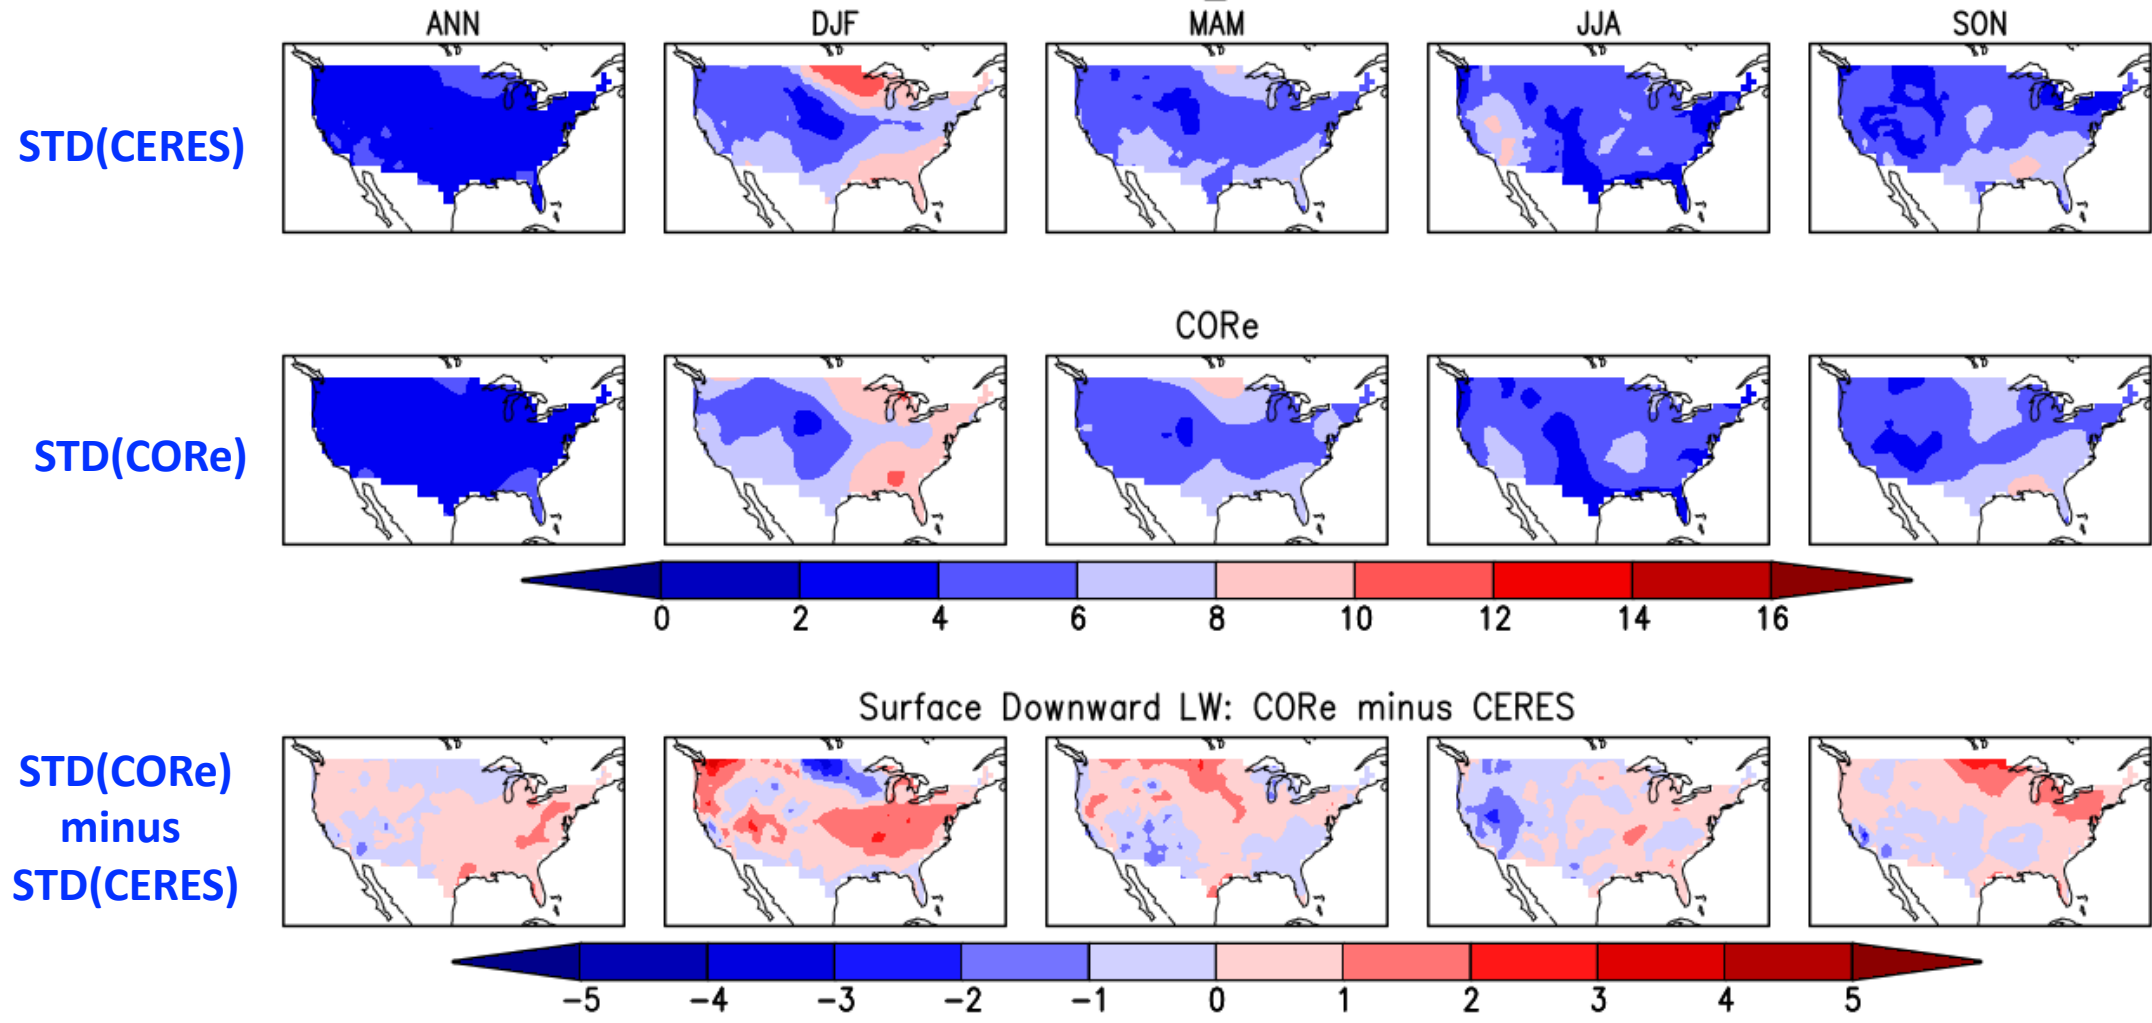 ANN DJF MAM JJA SON
STD(CERES)
CORe
STD(CORe)
0 2 4 6 8 10 12 14 16
Surface Downward LW: CORe minus CERES
STD(CORe)
minus
STD(CERES)
−5 −4 −3 −2 −1 0 1 2 3 4 5